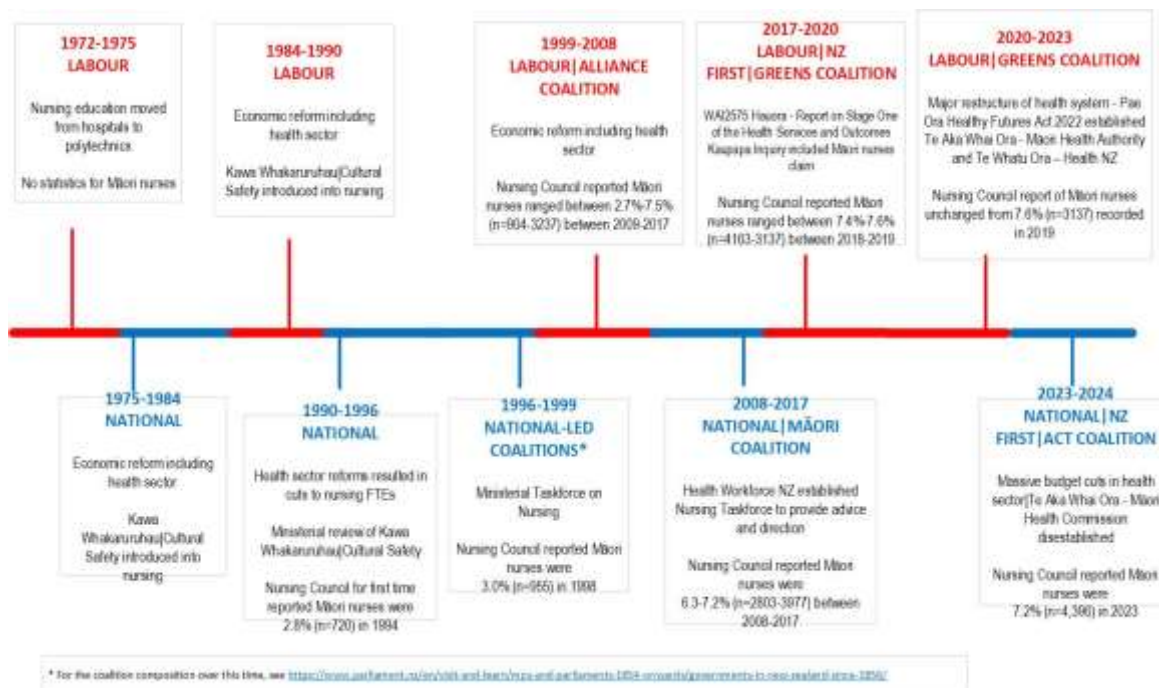 1972-1975
LABOUR
Nursing education moved
from hospitals to
polytechnics
No statistics for Māori nurses
1984-1990
LABOUR
Economic reform including
health sector
Kawa Whakaruruhau|Cultural
Safety introduced into nursing
1999-2008
LABOUR|ALLIANCE
COALITION
Economic reform including health
sector
Nursing Council reported Māori
nurses ranged between 2.7%-7.5%
(n=904-3237) between 2009-2017
2017-2020
LABOUR|NZ
FIRST|GREENS COALITION
WAI2575 Hauora - Report on Stage One
of the Health Services and Outcomes
Kaupapa Inquiry included Māori nurses
claim
Nursing Council reported Māori
nurses ranged between 7.4%-7.6%
(n=4103-3137) between 2018-2019
2020-2023
LABOUR|GREENS COALITION
Major restructure of health system - Pae
Ora Healthy Futures Act 2022 established
Te Aka Whai Ora - Māori Health Authority
and Te Whatu Ora – Health NZ
Nursing Council report of Māori nurses
unchanged from 7.6% (n=3137) recorded
in 2019
1975-1984
NATIONAL
Economic reform including
health sector
Kawa
Whakaruruhau|Cultural
Safety introduced into
nursing
1990-1996
NATIONAL
Health sector reforms resulted in
cuts to nursing FTEs
Ministerial review of Kawa
Whakaruruhau|Cultural Safety
Nursing Council for first time
reported Māori nurses were
2.8% (n=720) in 1994
1996-1999
NATIONAL-LED
COALITIONS*
Ministerial Taskforce on
Nursing
Nursing Council reported Māori
nurses were
3.0% (n=955) in 1998
2008-2017
NATIONAL|MĀORI
COALITION
Health Workforce NZ established
Nursing Taskforce to provide advice
and direction
Nursing Council reported Māori
nurses were
6.3-7.2% (n=2803-3977) between
2008-2017
2023-2024
NATIONAL|NZ
FIRST|ACT COALITION
Massive budget cuts in health
sector|Te Aka Whai Ora - Māori
Health Commission
disestablished
Nursing Council reported Māori
nurses were
7.2% (n=4,396) in 2023
* For the coalition composition over this time, see